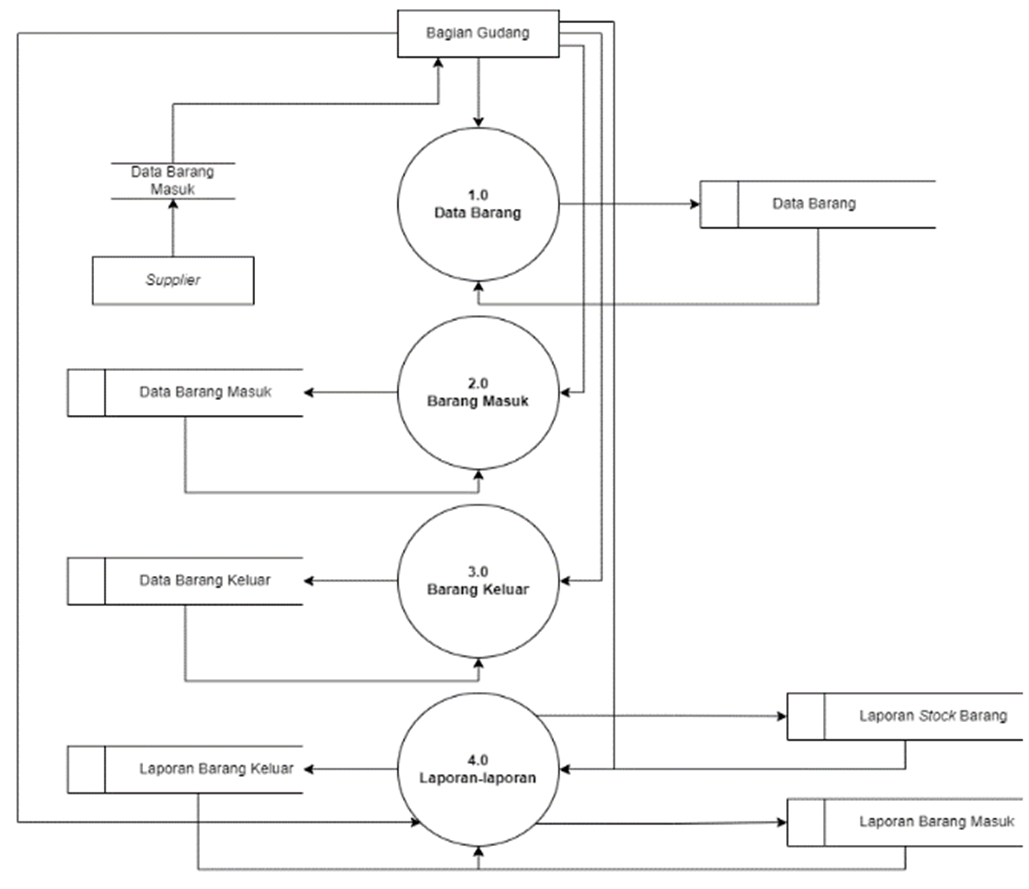 Bagian Gudang
Data Barang
Masuk
Supplier
1.0
Data Barang
Data Barang
2.0
Barang Masuk
Data Barang Masuk
3.0
Barang Keluar
Data Barang Keluar
4.0
Laporan-laporan
Laporan Stock Barang
Laporan Barang Keluar
Laporan Barang Masuk